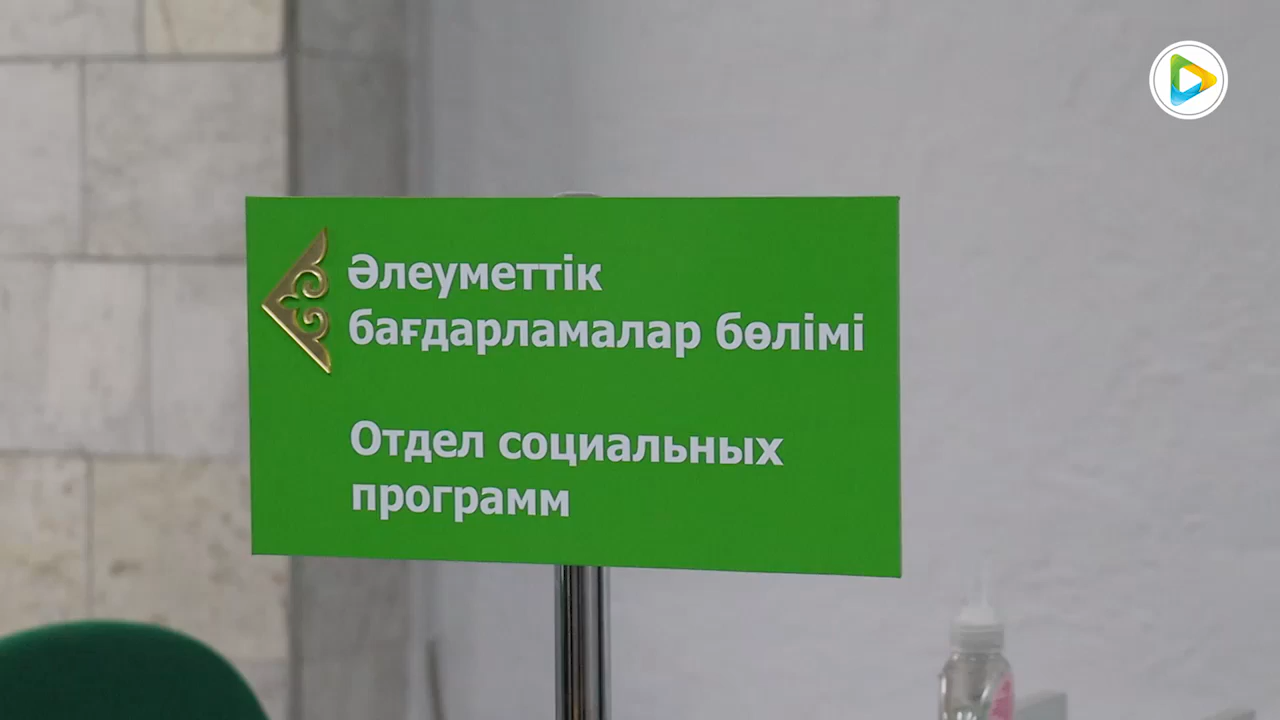 Әлеуметтік
бағдарламалар бөлімі
Отдел социальных
программ